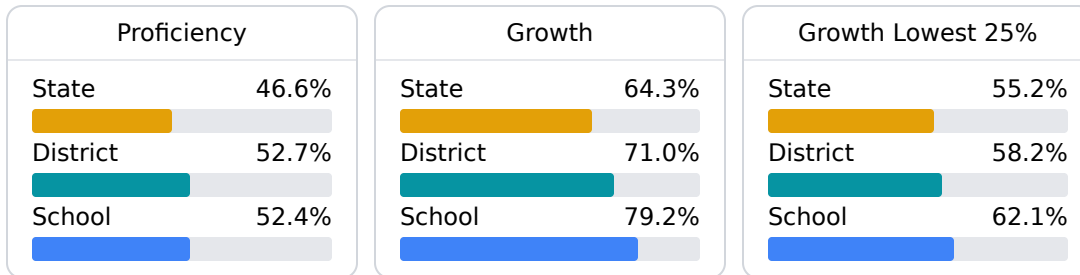 Proficiency
State 46.6%
District 52.7%
School 52.4%
Growth
State 64.3%
District 71.0%
School 79.2%
Growth Lowest 25%
State 55.2%
District 58.2%
School 62.1%